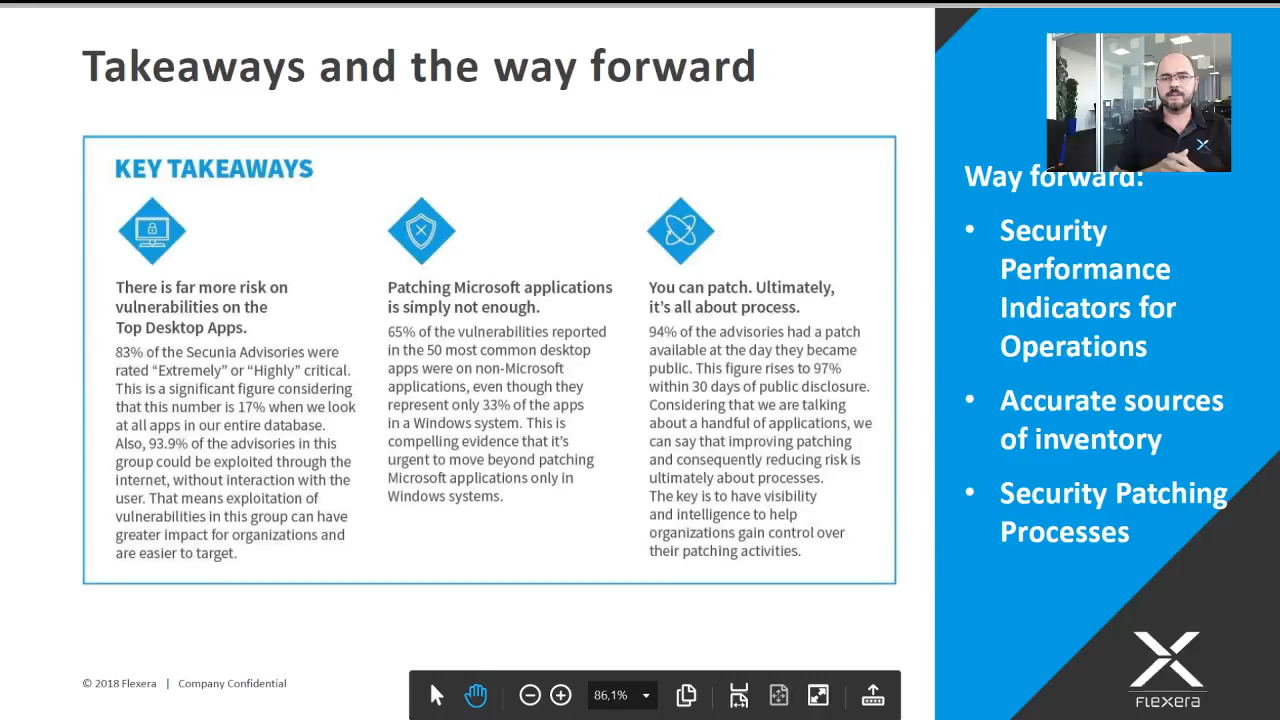 Takeaways and the way forward
KEY TAKEAWAYS
There is far more risk on
vulnerabilities on the
Top Desktop Apps.
83% of the Secunia Advisories were
rated “Extremely” or “Highly” critical.
This is a significant figure considering
that this number is 17% when we look
at all apps in our entire database.
Also, 93.9% of the advisories in this
group could be exploited through the
internet, without interaction with the
user. That means exploitation of
vulnerabilities in this group can have
greater impact for organizations and
are easier to target.
Patching Microsoft applications
is simply not enough.
65% of the vulnerabilities reported
in the 50 most common desktop
apps were on non-Microsoft
applications, even though they
represent only 33% of the apps
in a Windows system. This is
compelling evidence that it’s
urgent to move beyond patching
Microsoft applications only in
Windows systems.
You can patch. Ultimately,
it’s all about process.
94% of the advisories had a patch
available at the day they became
public. This figure rises to 97%
within 30 days of public disclosure.
Considering that we are talking
about a handful of applications, we
can say that improving patching
and consequently reducing risk is
ultimately about processes.
The key is to have visibility
and intelligence to help
organizations gain control over
their patching activities.
Way forward:
• Security
Performance
Indicators for
Operations
• Accurate sources
of inventory
• Security Patching
Processes
© 2018 Flexera | Company Confidential
86,1%
FLEXERA